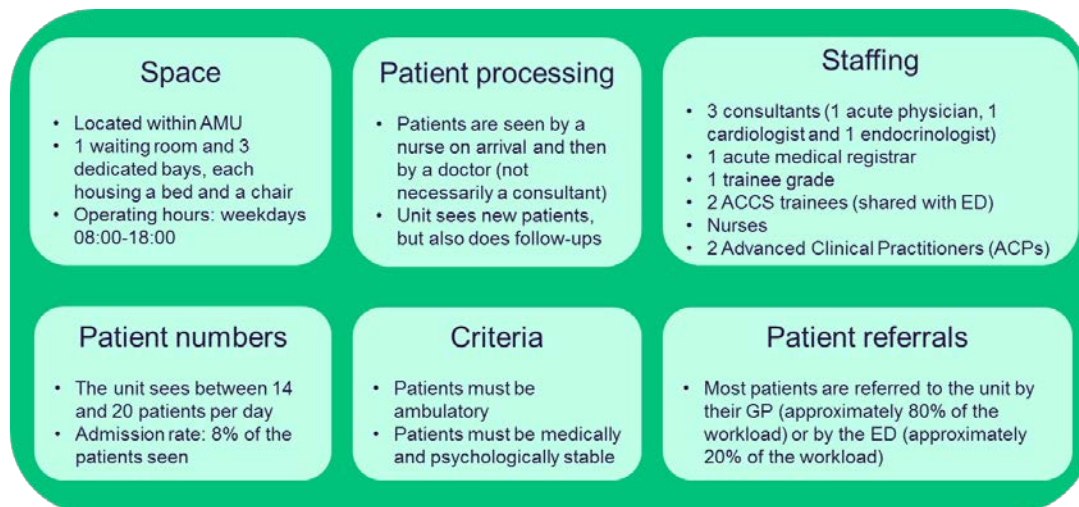 Space
• Located within AMU
• 1 waiting room and 3
dedicated bays, each
housing a bed and a chair
• Operating hours: weekdays
08:00-18:00
Patient processing
• Patients are seen by a
nurse on arrival and then
by a doctor (not
necessarily a consultant)
• Unit sees new patients,
but also does follow-ups
Staffing
• 3 consultants (1 acute physician, 1
cardiologist and 1 endocrinologist)
• 1 acute medical registrar
• 1 trainee grade
• 2 ACCS trainees (shared with ED)
• Nurses
• 2 Advanced Clinical Practitioners (ACPs)
Patient numbers
• The unit sees between 14
and 20 patients per day
• Admission rate: 8% of the
patients seen
Criteria
• Patients must be
ambulatory
• Patients must be medically
and psychologically stable
Patient referrals
• Most patients are referred to the unit by
their GP (approximately 80% of the
workload) or by the ED (approximately
20% of the workload)